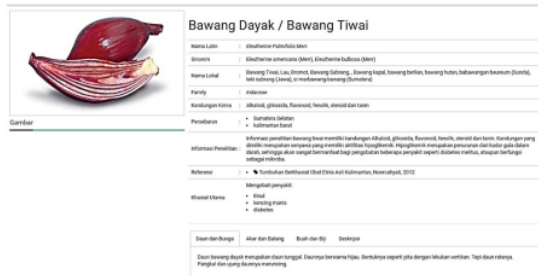 Bawang Dayak / Bawang Tiwai
Nama Latin : Eleutherine Palmifolia Merr
Sinonim : Eleutherine americana (Merr), Eleutherine bulbosa (Merr)
Nama Lokal : Bawang Tiwai, Lau, Bromot, Bawang Sabrang, , Bawang kapal, bawang berlian, bawang hutan, babawangan beureum (Sunda),
teki sabrang (Jawa), si marbawang-bawang (Sumatera)
Family : Iridaceae
Kandungan Kimia : Alkaloid, glikosida, flavonoid, fenolik, steroid dan tanin
Persebaran : • Sumatera Selatan
• kalimantan barat
Informasi Penelitian : Informasi penelitian bawang tiwai memiliki kandungan Alkaloid, glikosida, flavonoid, fenolik, steroid dan tanin. Kandungan yang
dimiliki merupakan senyawa yang memiliki aktifitas hipoglikemik. Hipoglikemik merupakan penurunan dari kadar gula dalam
darah, sehingga akan sangat bermanfaat bagi pengobatan beberapa penyakit seperti diabetes melitus, ataupun berfungsi
sebagai mikroba.
Referensi : • Tumbuhan Berkhasiat Obat Etnis Asli Kalimantan, Noorcahyati, 2012
Khasiat Utama : Mengobati penyakit:
• bisul
• kencing manis
• diabetes
Gambar
Daun dan Bunga Akar dan Batang Buah dan Biji Deskripsi
Daun bawang dayak merupakan daun tunggal. Daunnya berwarna hijau. Bentuknya seperti pita dengan lekukan vertikan. Tepi daun ratanya.
Pangkal dan ujung daunnya meruncing.